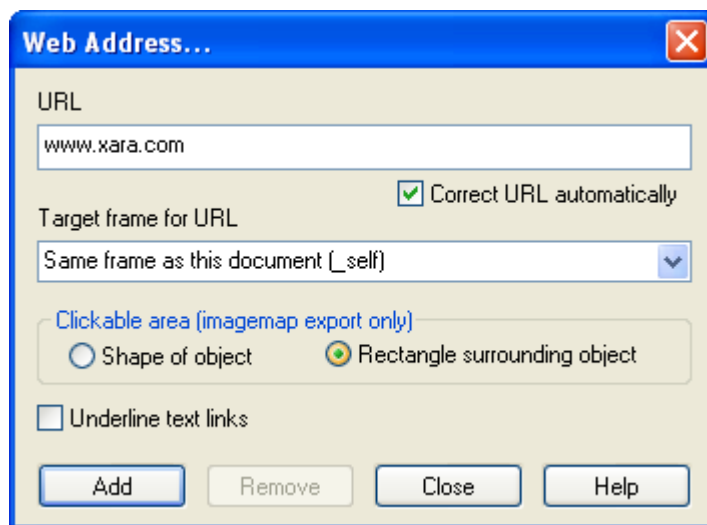 Web Address...
URL
www.xara.com
Correct URL automatically
Target frame for URL
Same frame as this document (_self)
Clickable area (imagemap export only)
Shape of object Rectangle surrounding object
Underline text links
Add Remove Close Help